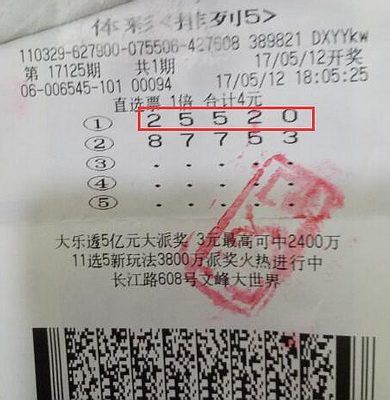 体彩<排列5>
110329-627800-075506-427608 389821 DXYYkw
第 17125期 共1期 17/05/12开奖
06-006545-101 00094 17/05/12 18:05:25
直选票 1倍 合计4元
① 2 5 5 2 0
② 8 7 7 5 3
③ . . . . .
④ . . . . .
⑤ . . . . .
大乐透5亿元大派奖 3元最高可中2400万
11选5新玩法3800万派奖火热进行中
长江路608号文峰大世界